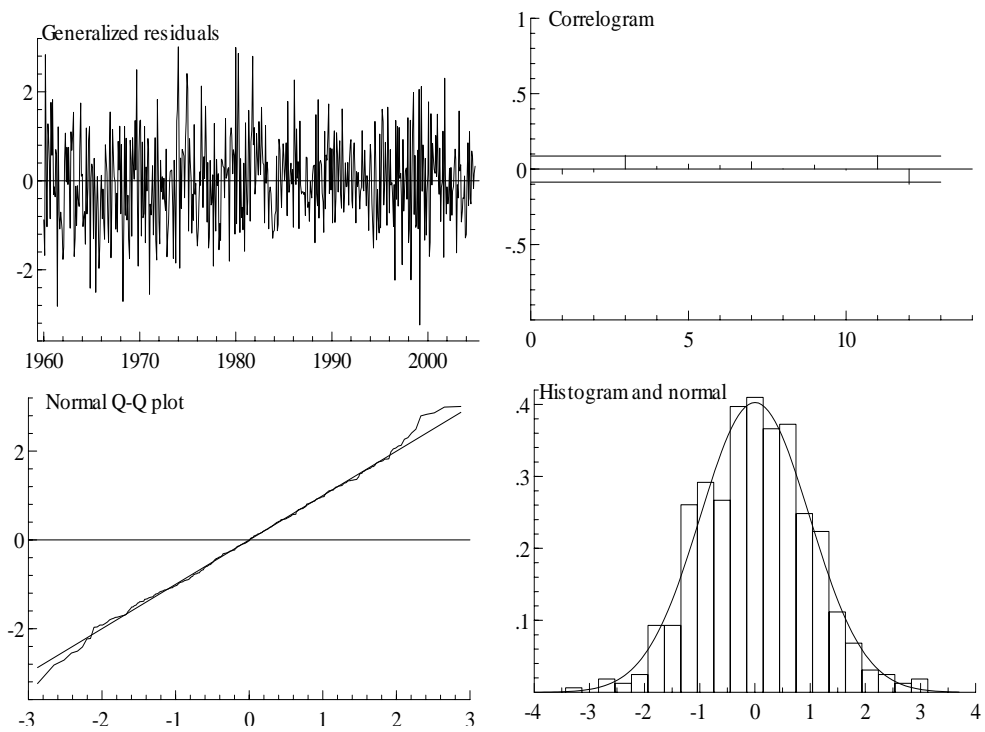 Generalized residuals
2
0
-2
1960 1970 1980 1990 2000
Correlogram
1
.5
0
-.5
0 5 10
Normal Q-Q plot
2
0
-2
-3 -2 -1 0 1 2 3
Histogram and normal
.4
.3
.2
.1
-4 -3 -2 -1 0 1 2 3 4